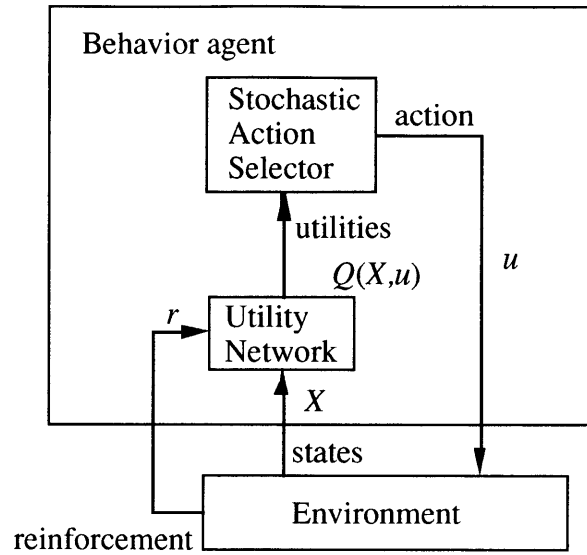 Behavior agent
Stochastic
Action
Selector
action
utilities
Q(X,u)
u
r
Utility
Network
X
states
Environment
reinforcement